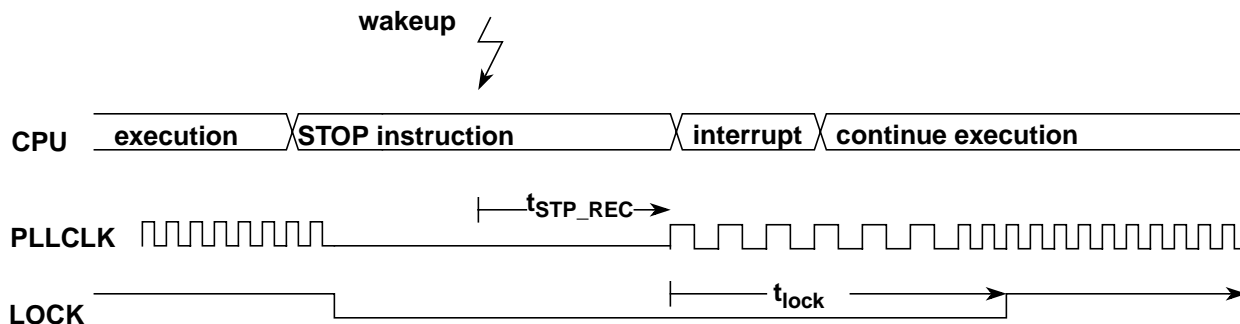 wakeup
CPU execution STOP instruction interrupt continue execution
tSTP_REC
PLLCLK
tlock
LOCK